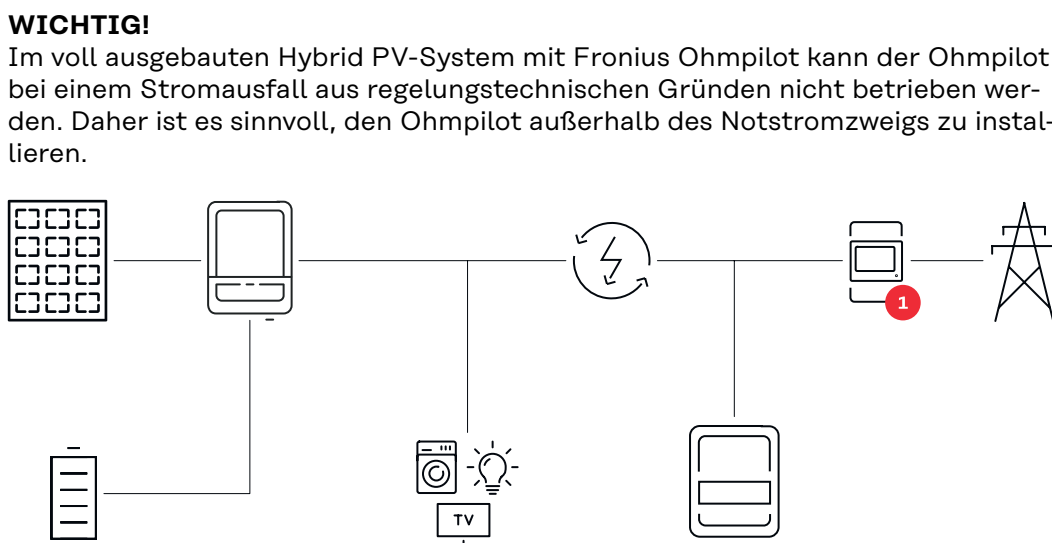 WICHTIG!
Im voll ausgebauten Hybrid PV-System mit Fronius Ohmpilot kann der Ohmpilot
bei einem Stromausfall aus regelungstechnischen Gründen nicht betrieben wer-
den. Daher ist es sinnvoll, den Ohmpilot außerhalb des Notstromzweigs zu instal-
lieren.
1
TV